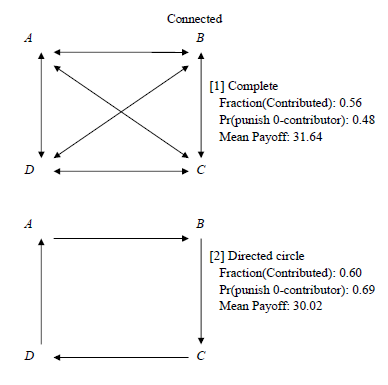 Connected
A B
[1] Complete
Fraction(Contributed): 0.56
Pr(punish 0-contributor): 0.48
Mean Payoff: 31.64
D C
A B
[2] Directed circle
Fraction(Contributed): 0.60
Pr(punish 0-contributor): 0.69
Mean Payoff: 30.02
D C